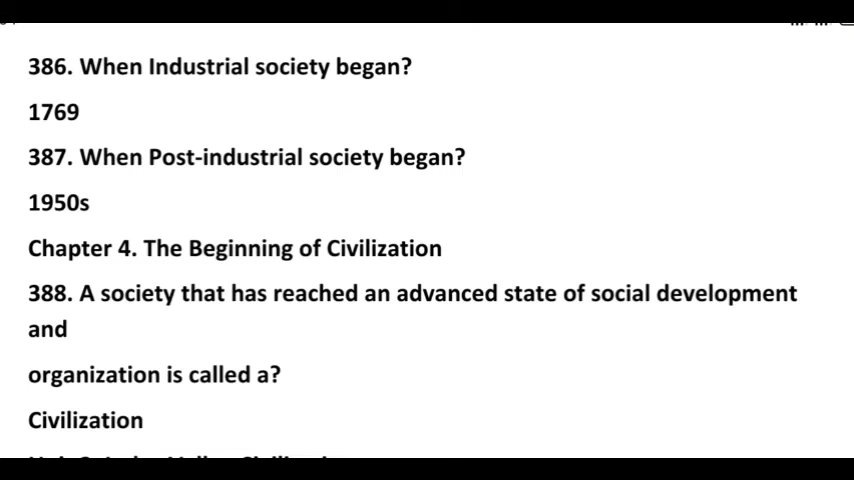 386. When Industrial society began?
1769
387. When Post-industrial society began?
1950s
Chapter 4. The Beginning of Civilization
388. A society that has reached an advanced state of social development
and
organization is called a?
Civilization